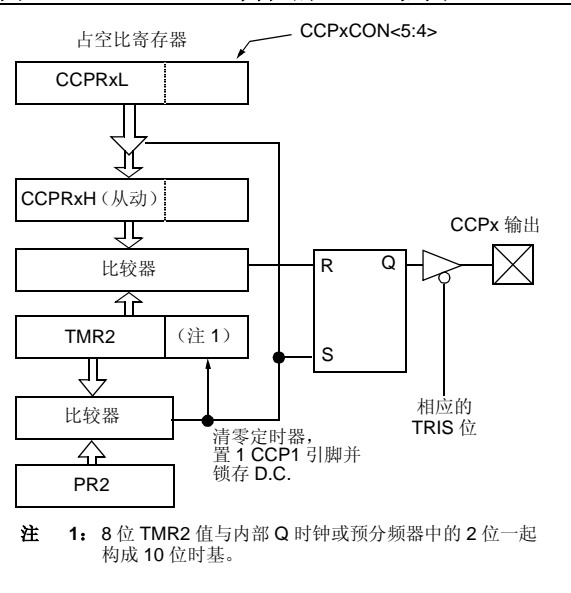 占空比寄存器
CCPxCON<5:4>
CCPRxL
CCPRxH（从动）
CCPx 输出
比较器
R
Q
TMR2
（注 1）
S
比较器
相应的
TRIS 位
清零定时器，
置 1 CCP1 引脚并
锁存 D.C.
PR2
注 1： 8 位 TMR2 值与内部 Q 时钟或预分频器中的 2 位一起
构成 10 位时基。